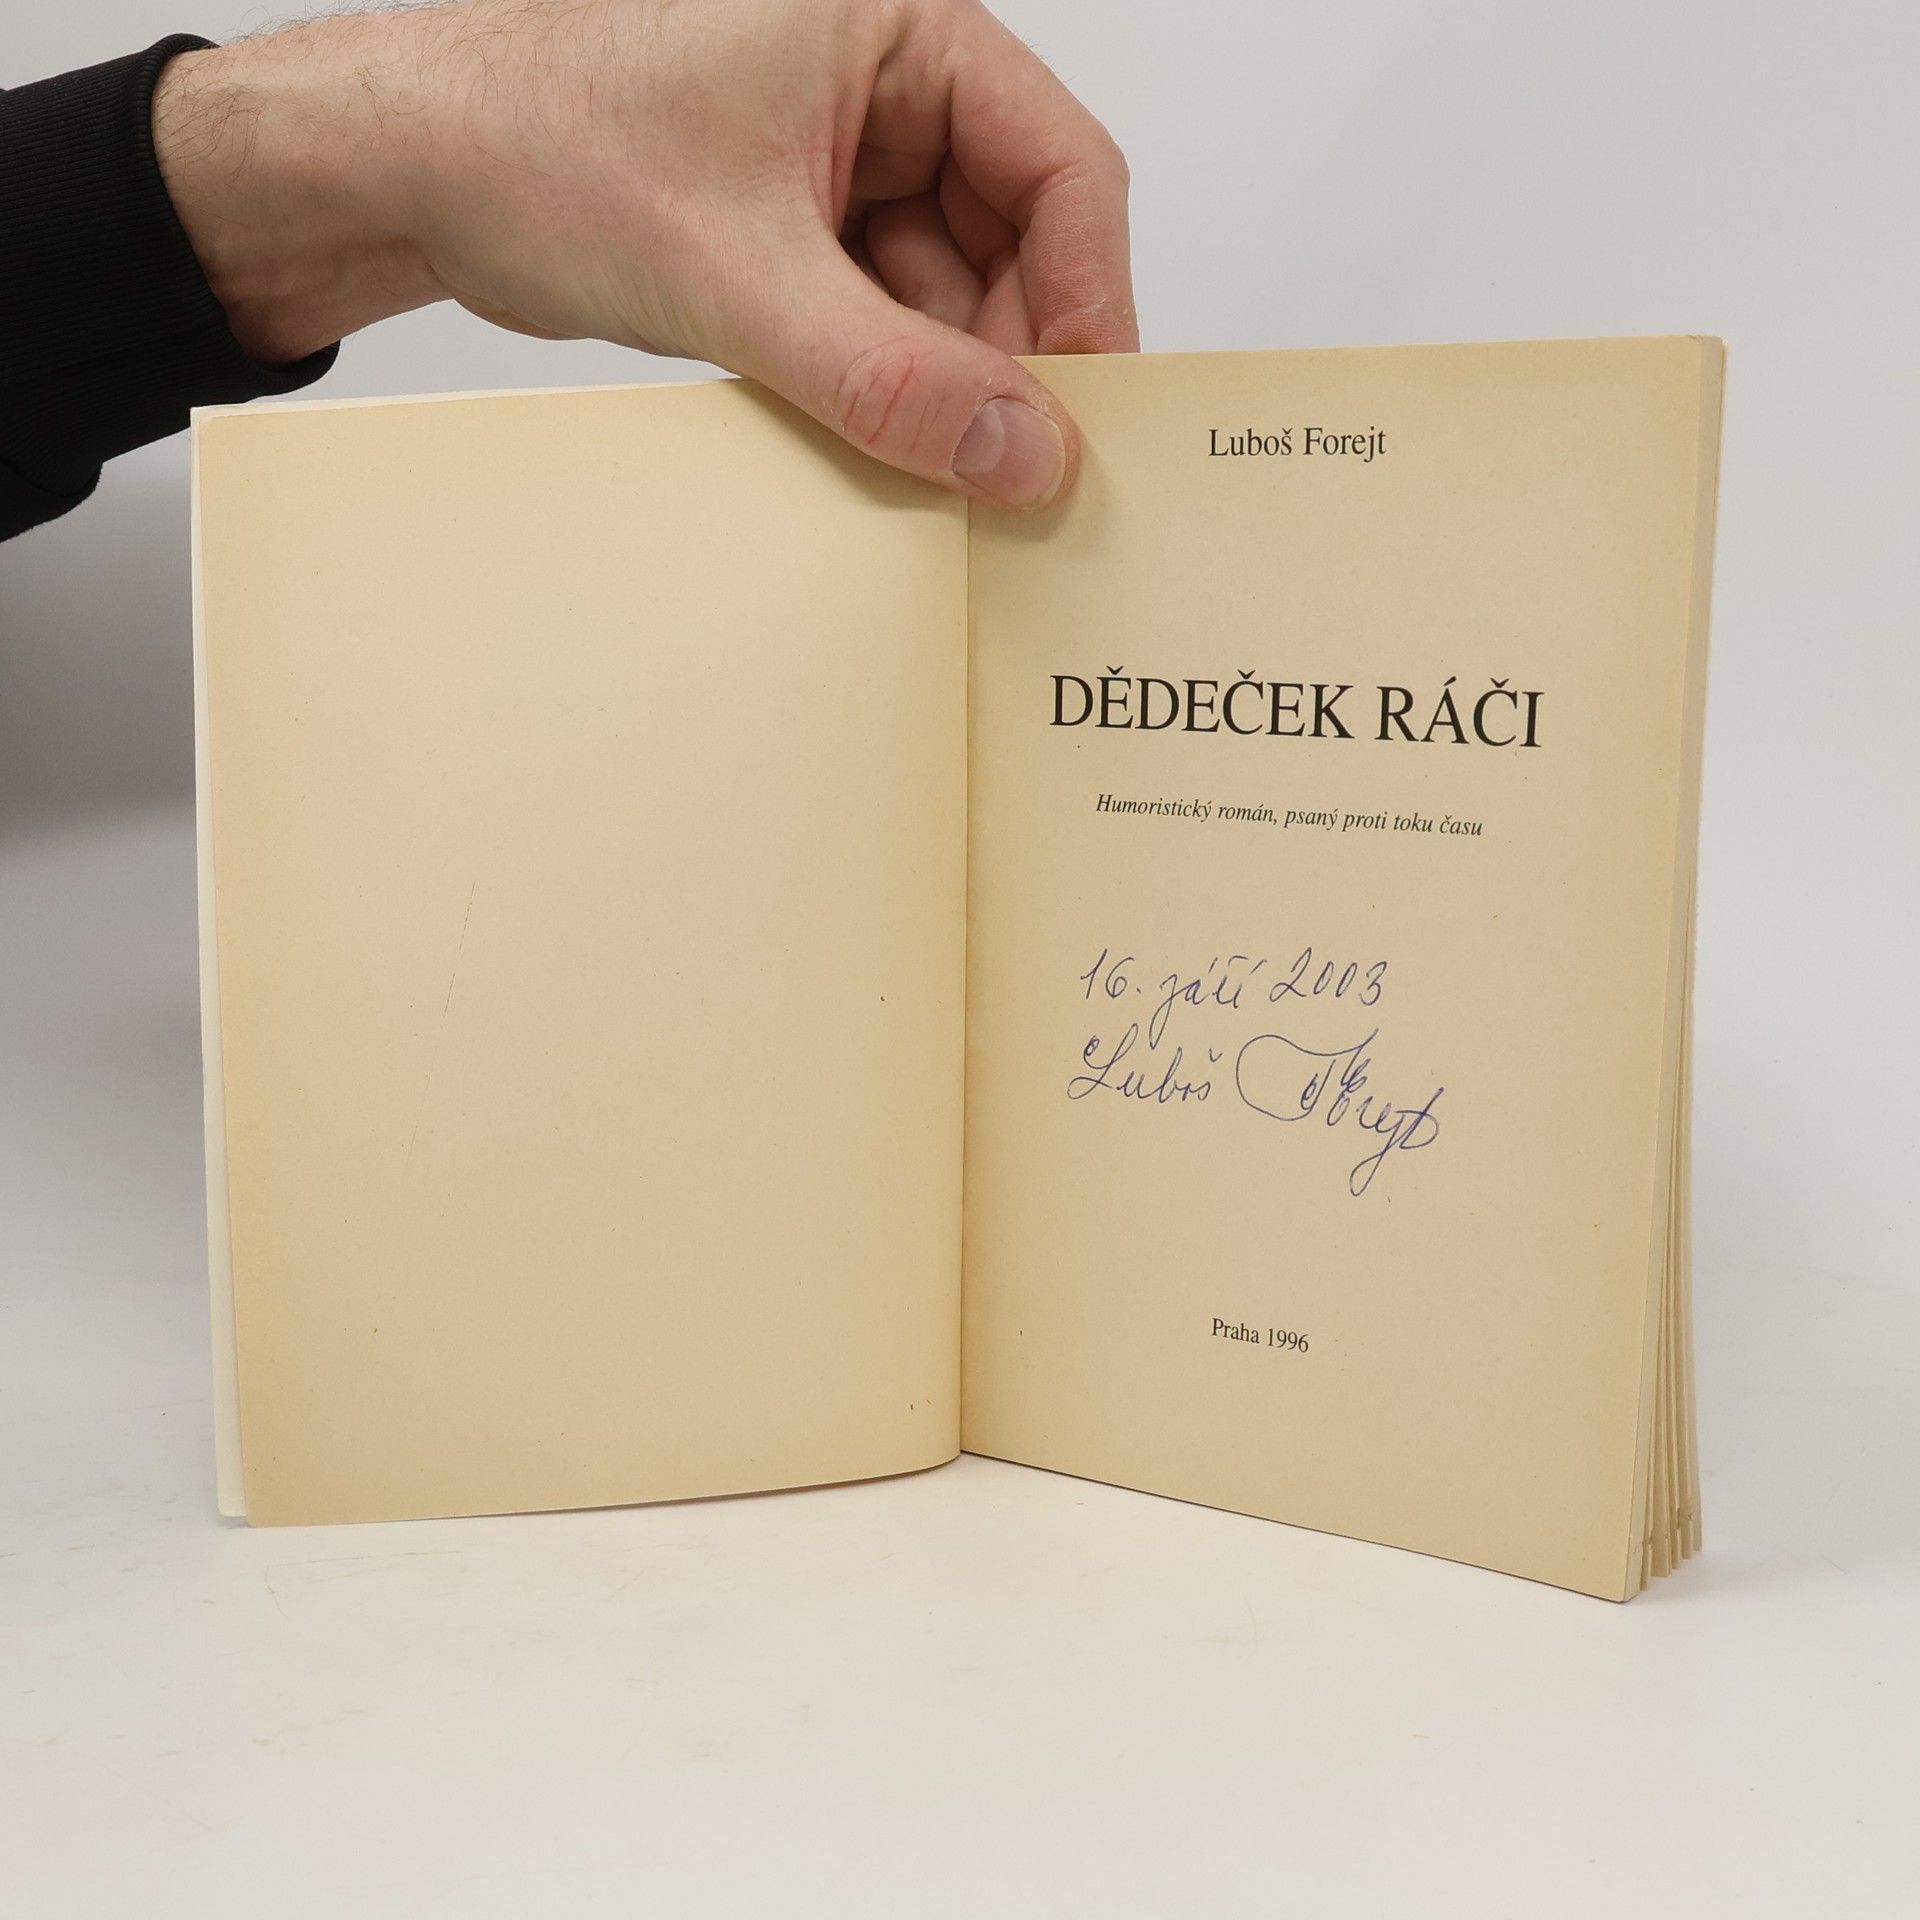 Luboš Forejt
DĚDEČEK RÁČI
Humoristický román, psaný proti toku času
16. září 2003
Luboš Forejt
Praha 1996